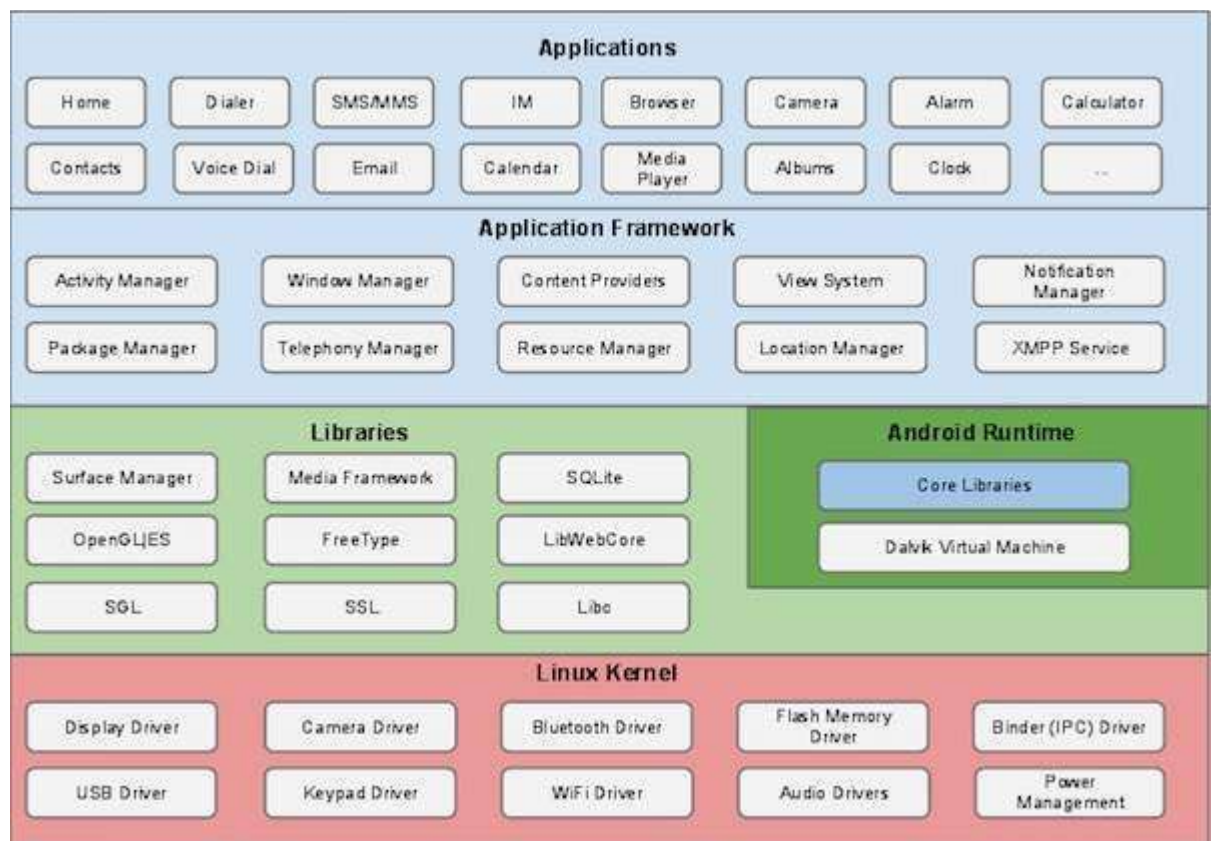 Applications
Home Dialer SMS/MMS IM Browser Camera Alarm Calculator
Contacts Voice Dial Email Calendar Media Player Albums Clock ...
Application Framework
Activity Manager Window Manager Content Providers View System Notification Manager
Package Manager Telephony Manager Resource Manager Location Manager XMPP Service
Libraries
Surface Manager Media Framework SQLite
OpenGL|ES FreeType LibWebCore
SGL SSL Libc
Android Runtime
Core Libraries
Dalvik Virtual Machine
Linux Kernel
Display Driver Camera Driver Bluetooth Driver Flash Memory Driver Binder (IPC) Driver
USB Driver Keypad Driver WiFi Driver Audio Drivers Power Management